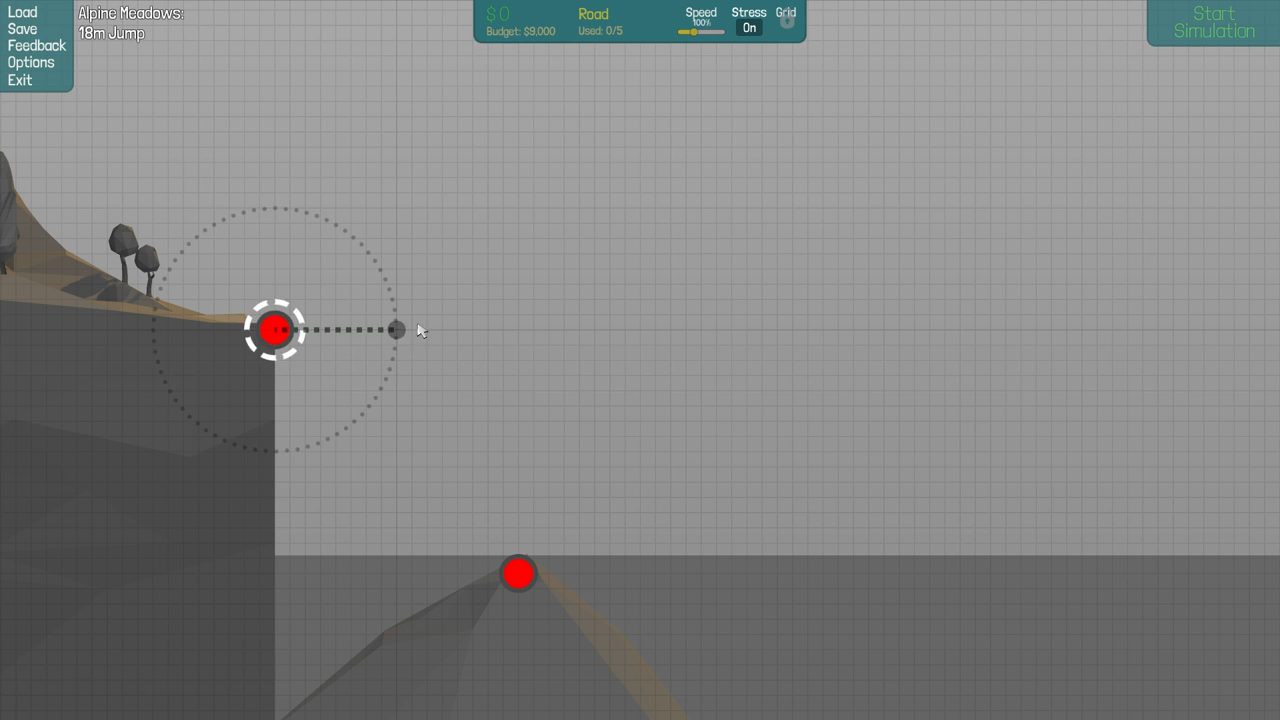 Load
Save
Feedback
Options
Exit
Alpine Meadows:
18m Jump
$0
Budget: $9,000
Road
Used: 0/5
Speed
100%
Stress
On
Grid
Start
Simulation